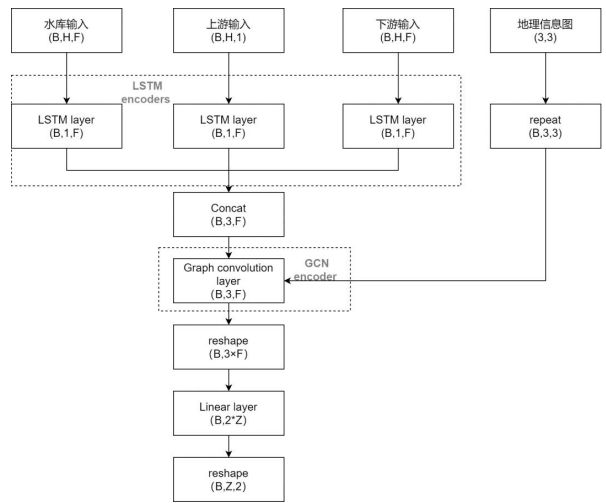 水库输入
(B,H,F)
上游输入
(B,H,1)
下游输入
(B,H,F)
地理信息图
(3,3)
LSTM
encoders
LSTM layer
(B,1,F)
LSTM layer
(B,1,F)
LSTM layer
(B,1,F)
repeat
(B,3,3)
Concat
(B,3,F)
GCN
encoder
Graph convolution
layer
(B,3,F)
reshape
(B,3×F)
Linear layer
(B,2*Z)
reshape
(B,Z,2)